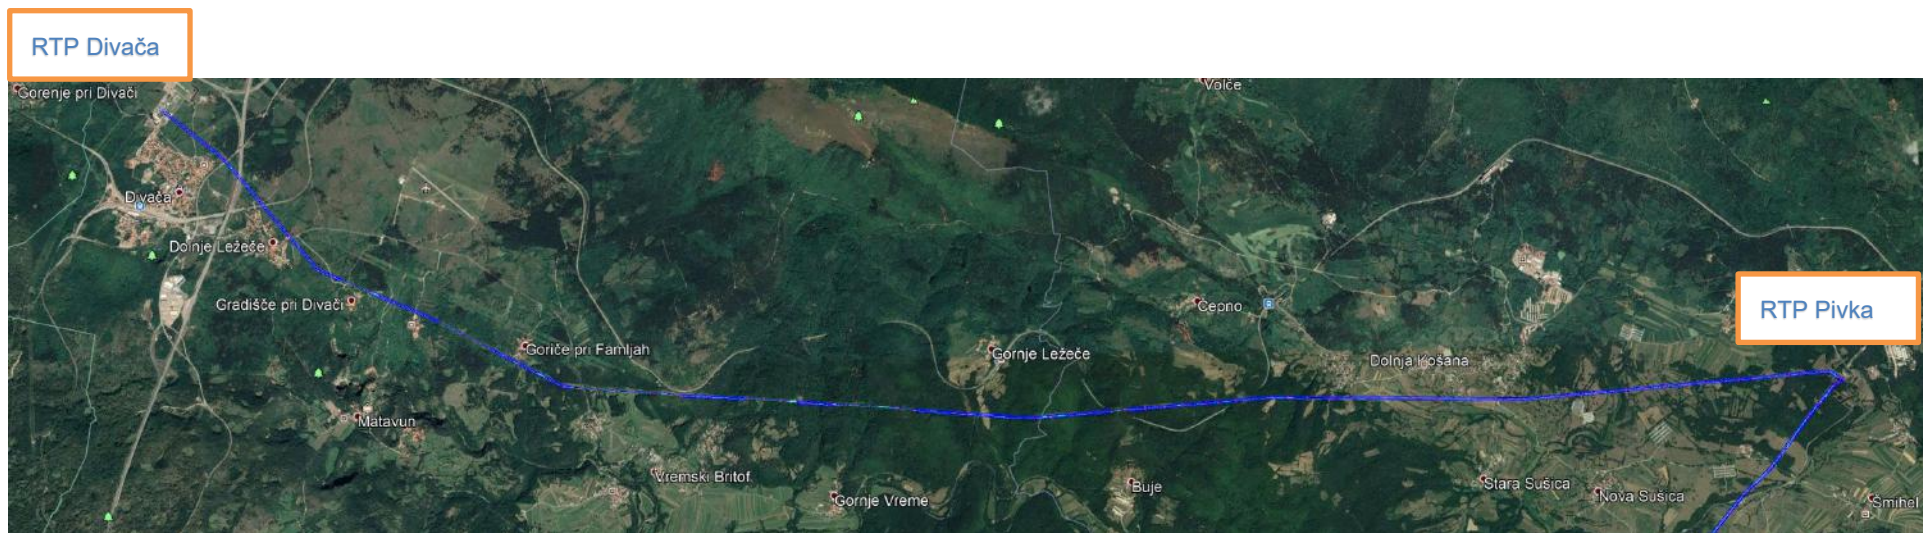 RTP Divača
Gorenje pri Divači
Volče
Divača
Dolnje Ležeče
Gradišče pri Divači
RTP Pivka
Čepno
Goriče pri Famljah
Gornje Ležeče
Dolnja Košana
Matavun
Vremski Britof
Gornje Vreme
Buje
Stara Sušica
Nova Sušica
Šmihel